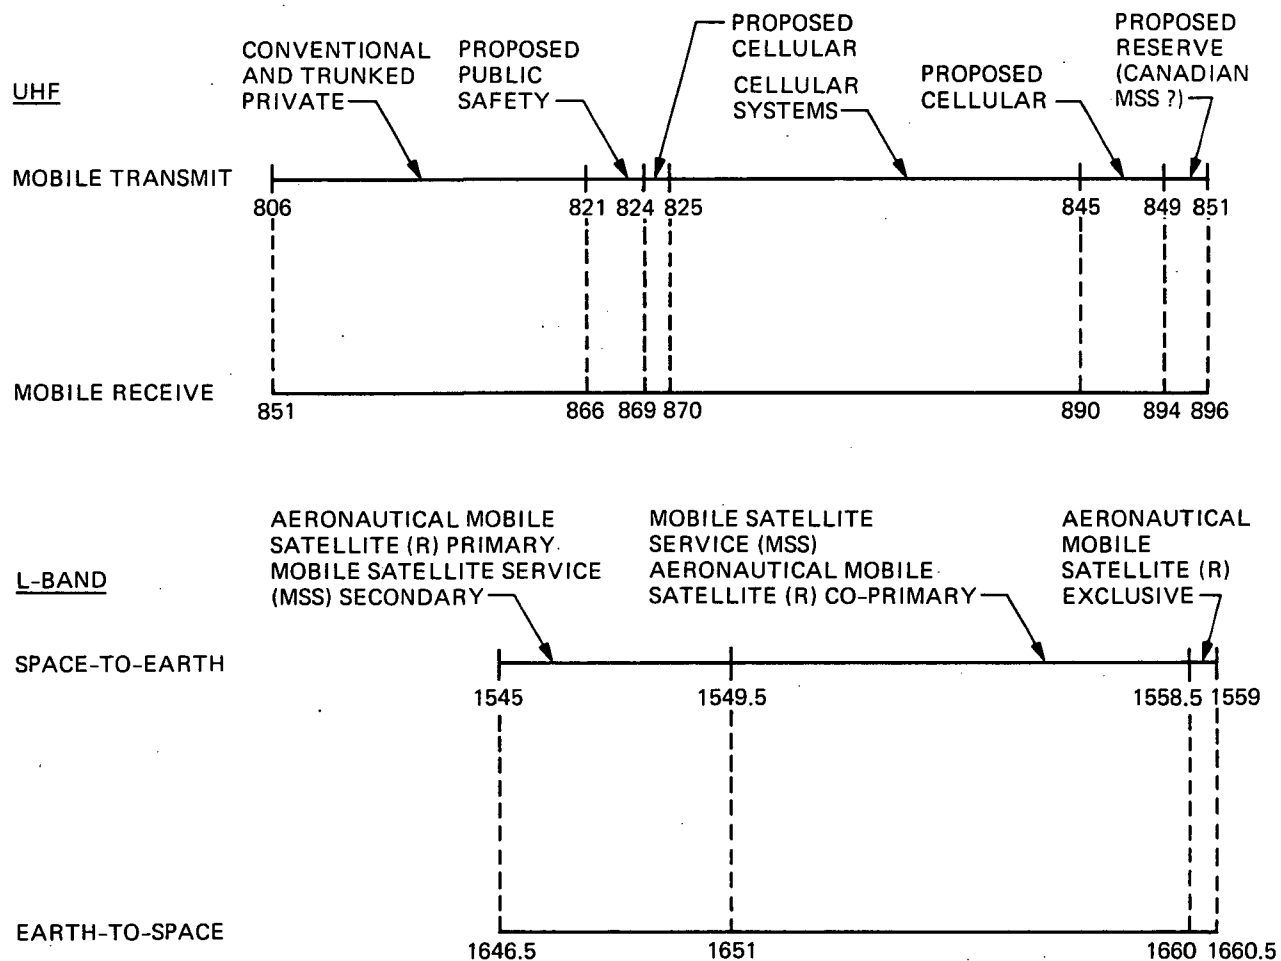 CONVENTIONAL
AND TRUNKED
PRIVATE
PROPOSED
PUBLIC
SAFETY
PROPOSED
CELLULAR
CELLULAR
SYSTEMS
PROPOSED
CELLULAR
PROPOSED
RESERVE
(CANADIAN
MSS ?)
UHF
MOBILE TRANSMIT
806 821 824 825 845 849 851
MOBILE RECEIVE
851 866 869 870 890 894 896
AERONAUTICAL MOBILE
SATELLITE (R) PRIMARY
MOBILE SATELLITE SERVICE
(MSS) SECONDARY
MOBILE SATELLITE
SERVICE (MSS)
AERONAUTICAL MOBILE
SATELLITE (R) CO-PRIMARY
AERONAUTICAL
MOBILE
SATELLITE (R)
EXCLUSIVE
L-BAND
SPACE-TO-EARTH
1545 1549.5 1558.5 1559
EARTH-TO-SPACE
1646.5 1651 1660 1660.5